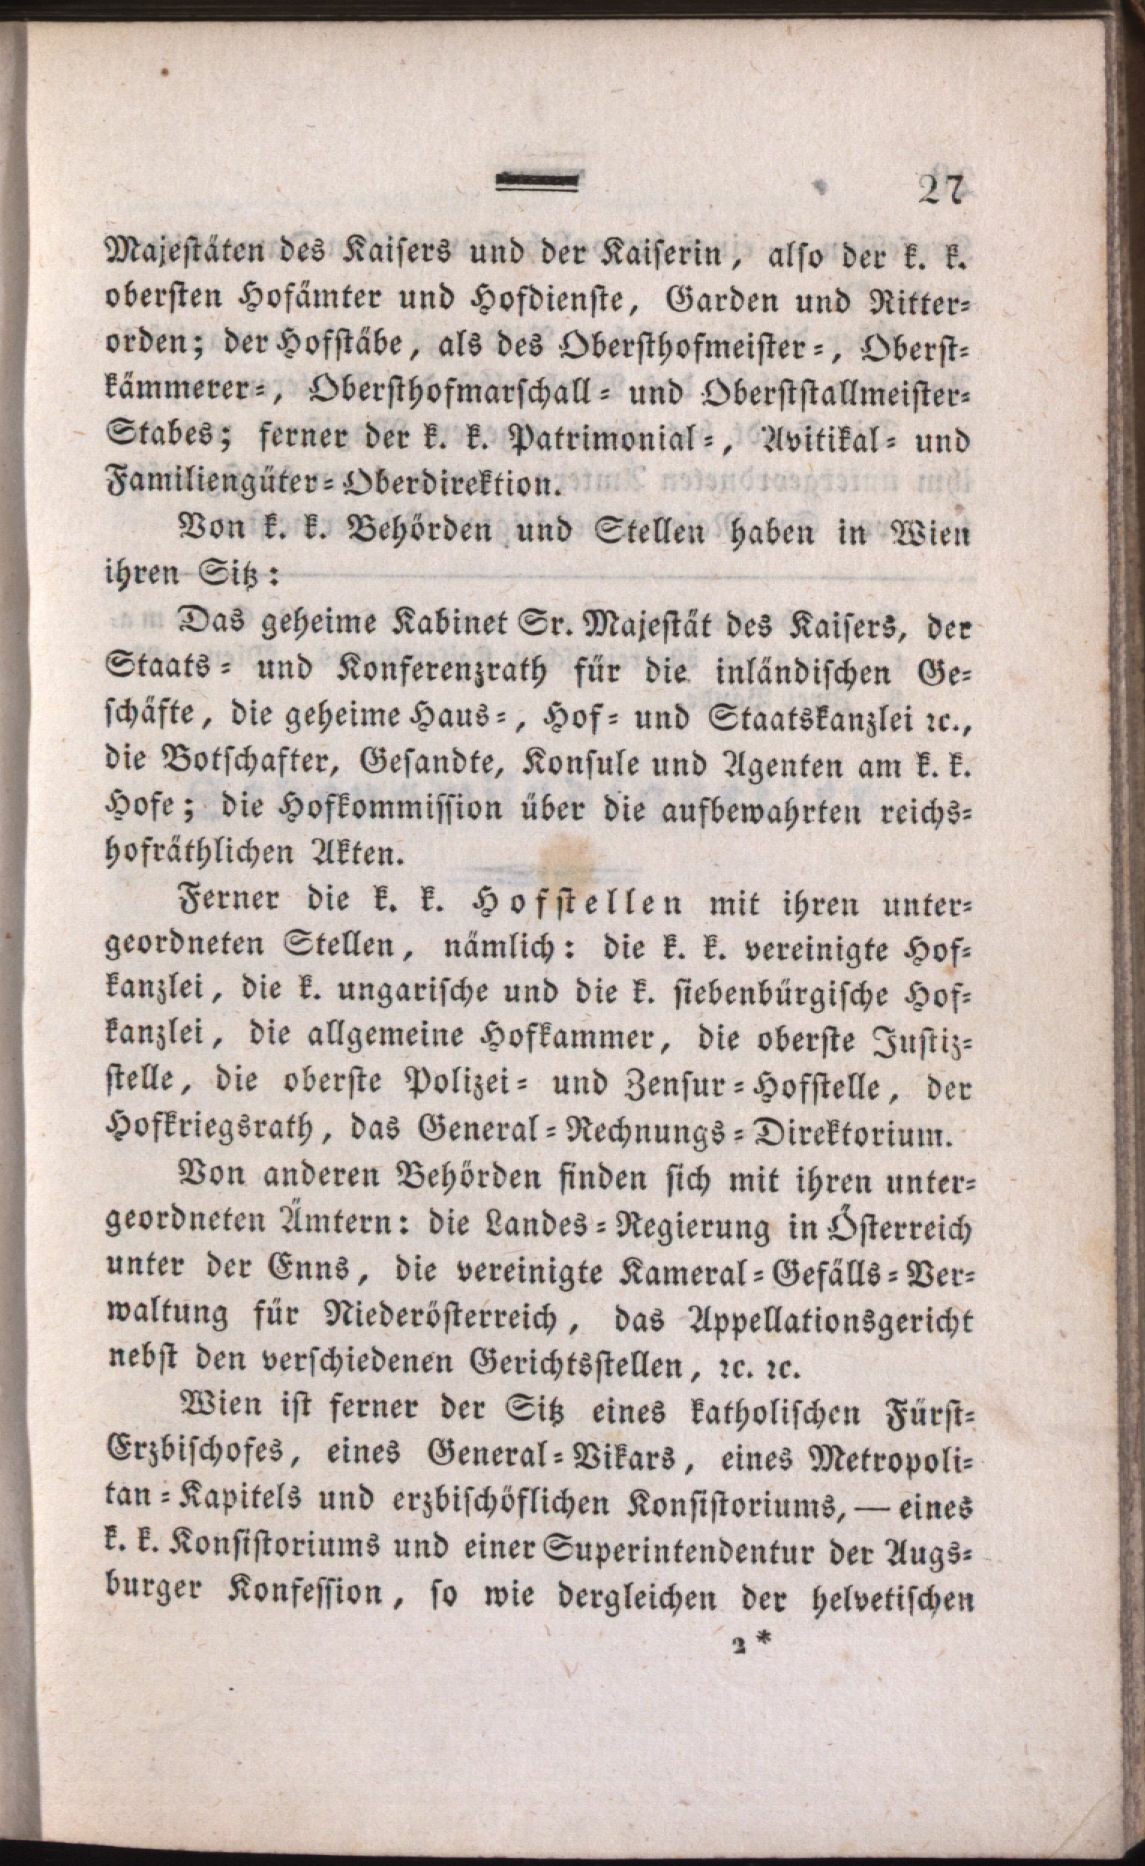 27
Majestäten des Kaisers und der Kaiserin, also der k. k.
obersten Hofämter und Hofdienste, Garden und Ritter-
orden; der Hofstäbe, als des Obersthofmeister-, Oberst-
kämmerer-, Obersthofmarschall- und Oberststallmeister-
Stabes; ferner der k. k. Patrimonial-, Avitikal- und
Familiengüter-Oberdirektion.
Von k. k. Behörden und Stellen haben in Wien
ihren Sitz:
Das geheime Kabinet Sr. Majestät des Kaisers, der
Staats- und Konferenzrath für die inländischen Ge-
schäfte, die geheime Haus-, Hof- und Staatskanzlei ꝛc.,
die Botschafter, Gesandte, Konsule und Agenten am k. k.
Hofe; die Hofkommission über die aufbewahrten reichs-
hofräthlichen Akten.
Ferner die k. k. Hofstellen mit ihren unter-
geordneten Stellen, nämlich: die k. k. vereinigte Hof-
kanzlei, die k. ungarische und die k. siebenbürgische Hof-
kanzlei, die allgemeine Hofkammer, die oberste Justiz-
stelle, die oberste Polizei- und Zensur-Hofstelle, der
Hofkriegsrath, das General-Rechnungs-Direktorium.
Von anderen Behörden finden sich mit ihren unter-
geordneten Ämtern: die Landes-Regierung in Österreich
unter der Enns, die vereinigte Kameral-Gefälls-Ver-
waltung für Niederösterreich, das Appellationsgericht
nebst den verschiedenen Gerichtsstellen, ꝛc. ꝛc.
Wien ist ferner der Sitz eines katholischen Fürst-
Erzbischofes, eines General-Vikars, eines Metropoli-
tan-Kapitels und erzbischöflichen Konsistoriums, — eines
k. k. Konsistoriums und einer Superintendentur der Augs-
burger Konfession, so wie dergleichen der helvetischen
2*